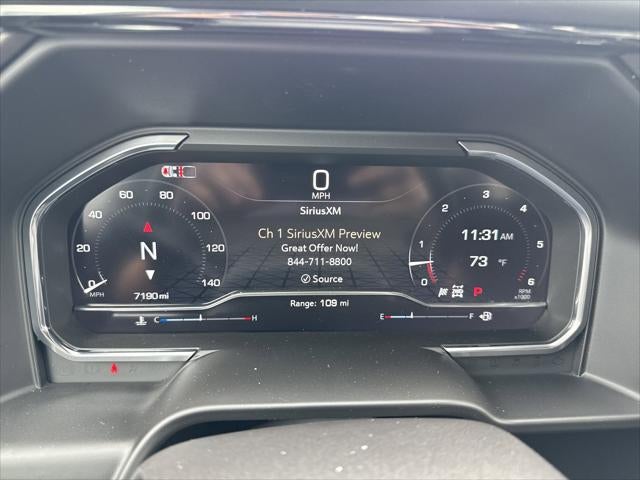 0
MPH
SiriusXM
Ch 1 SiriusXM Preview
Great Offer Now!
844-711-8800
Source
Range: 109 mi
0 20 40 60 80 100 120 140
MPH
N
7190 mi
C H
0 1 2 3 4 5 6
11:31 AM
73 °F
P
RPM
x1000
E F